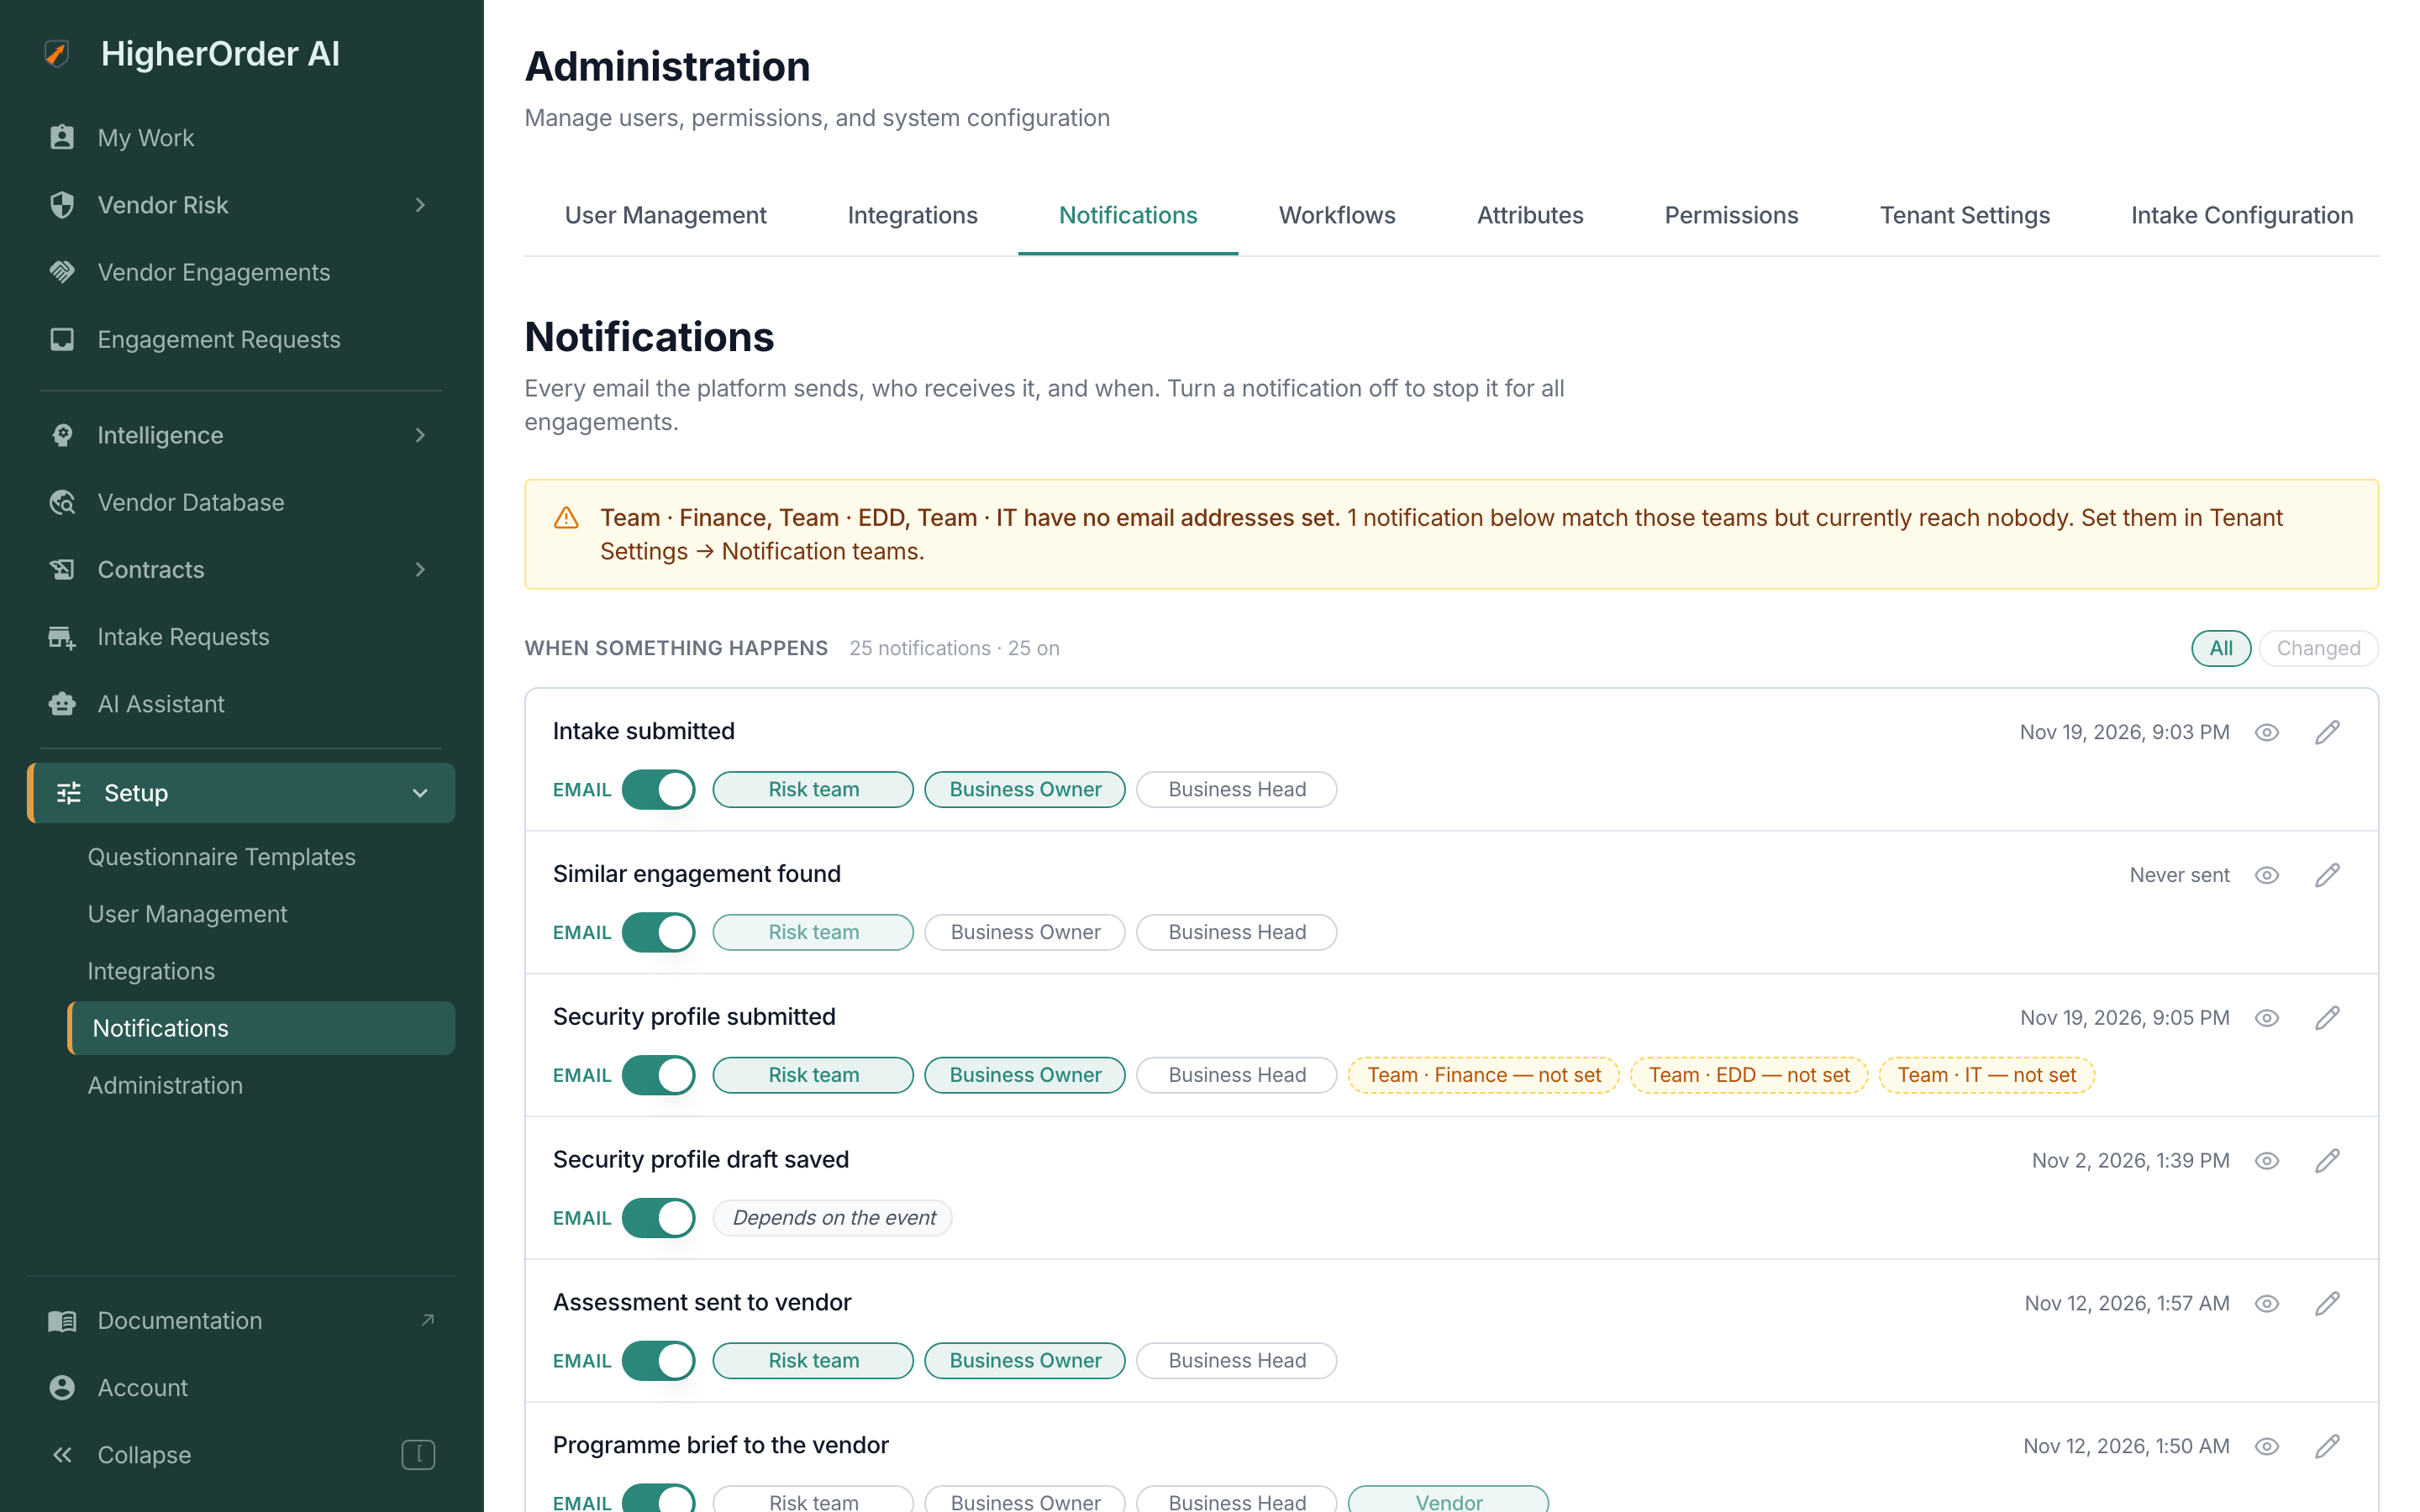 HigherOrder AI
My Work
Vendor Risk
Vendor Engagements
Engagement Requests
Intelligence
Vendor Database
Contracts
Intake Requests
AI Assistant
Setup
Questionnaire Templates
User Management
Integrations
Notifications
Administration
Documentation
Account
Collapse [
Administration
Manage users, permissions, and system configuration
User Management Integrations Notifications Workflows Attributes Permissions Tenant Settings Intake Configuration
Notifications
Every email the platform sends, who receives it, and when. Turn a notification off to stop it for all
engagements.
Team · Finance, Team · EDD, Team · IT have no email addresses set. 1 notification below match those teams but currently reach nobody. Set them in Tenant
Settings → Notification teams.
WHEN SOMETHING HAPPENS 25 notifications · 25 on All Changed
Intake submitted Nov 19, 2026, 9:03 PM
EMAIL Risk team Business Owner Business Head
Similar engagement found Never sent
EMAIL Risk team Business Owner Business Head
Security profile submitted Nov 19, 2026, 9:05 PM
EMAIL Risk team Business Owner Business Head Team · Finance — not set Team · EDD — not set Team · IT — not set
Security profile draft saved Nov 2, 2026, 1:39 PM
EMAIL Depends on the event
Assessment sent to vendor Nov 12, 2026, 1:57 AM
EMAIL Risk team Business Owner Business Head
Programme brief to the vendor Nov 12, 2026, 1:50 AM
EMAIL Risk team Business Owner Business Head Vendor